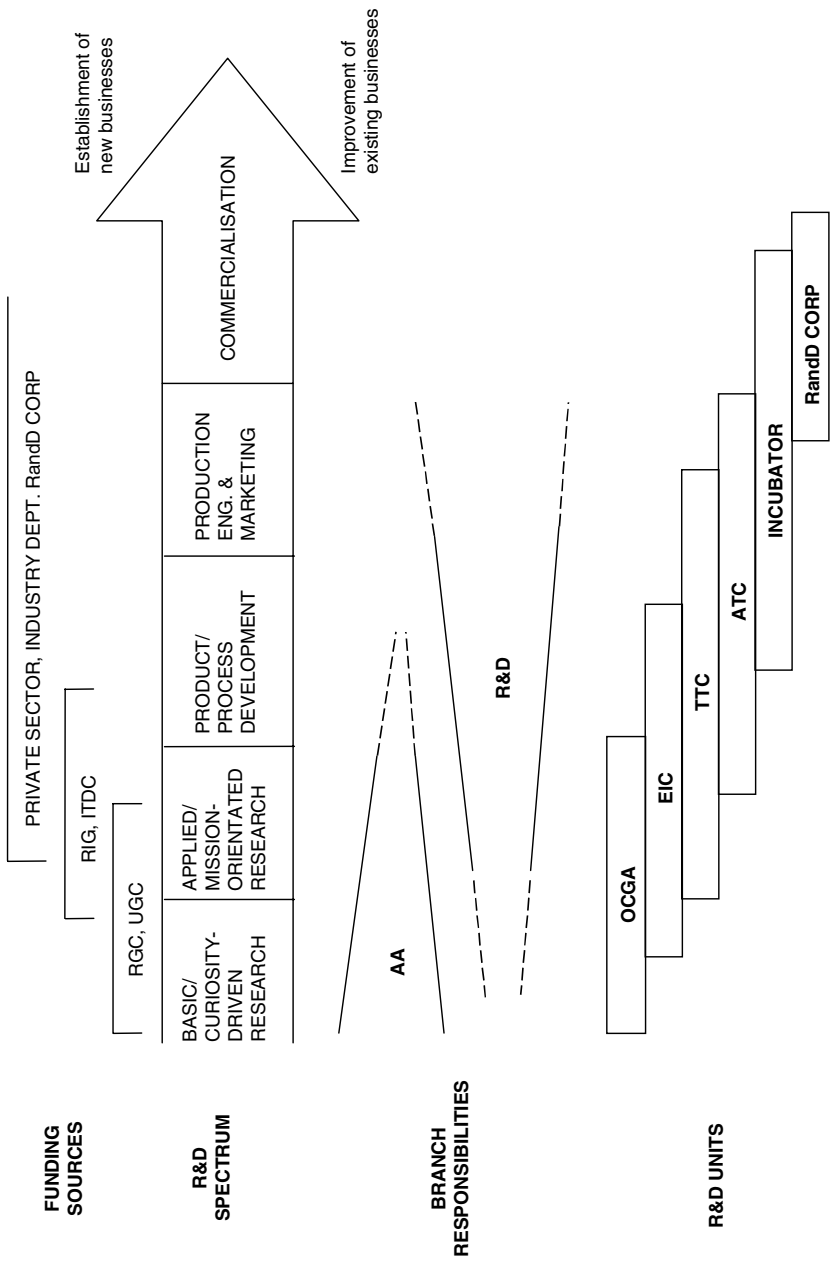 FUNDING
SOURCES
PRIVATE SECTOR, INDUSTRY DEPT. RandD CORP
RIG, ITDC
RGC, UGC
R&D
SPECTRUM
BASIC/
CURIOSITY-
DRIVEN
RESEARCH
APPLIED/
MISSION-
ORIENTATED
RESEARCH
PRODUCT/
PROCESS
DEVELOPMENT
PRODUCTION
ENG. &
MARKETING
COMMERCIALISATION
Establishment of
new businesses
Improvement of
existing businesses
BRANCH
RESPONSIBILITIES
AA
R&D
R&D UNITS
OCGA
EIC
TTC
ATC
INCUBATOR
RandD CORP